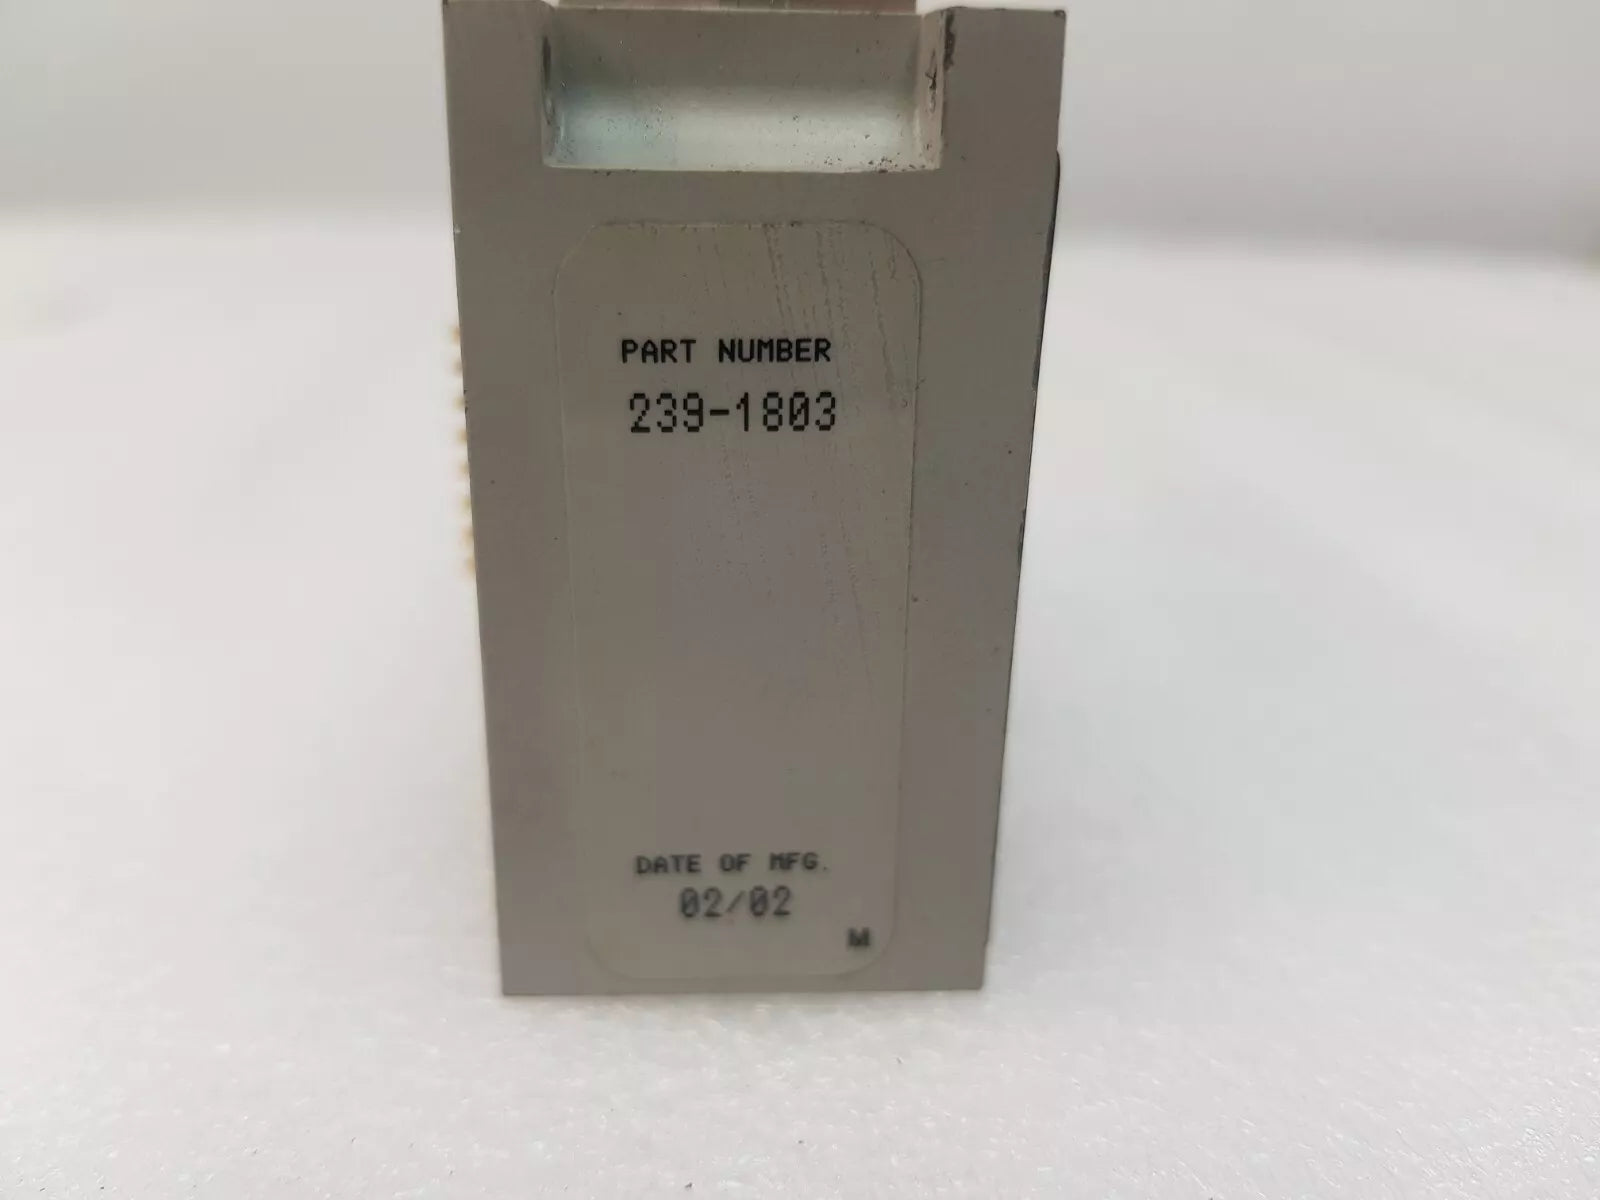 PART NUMBER
239-1803
DATE OF MFG.
02/02
M